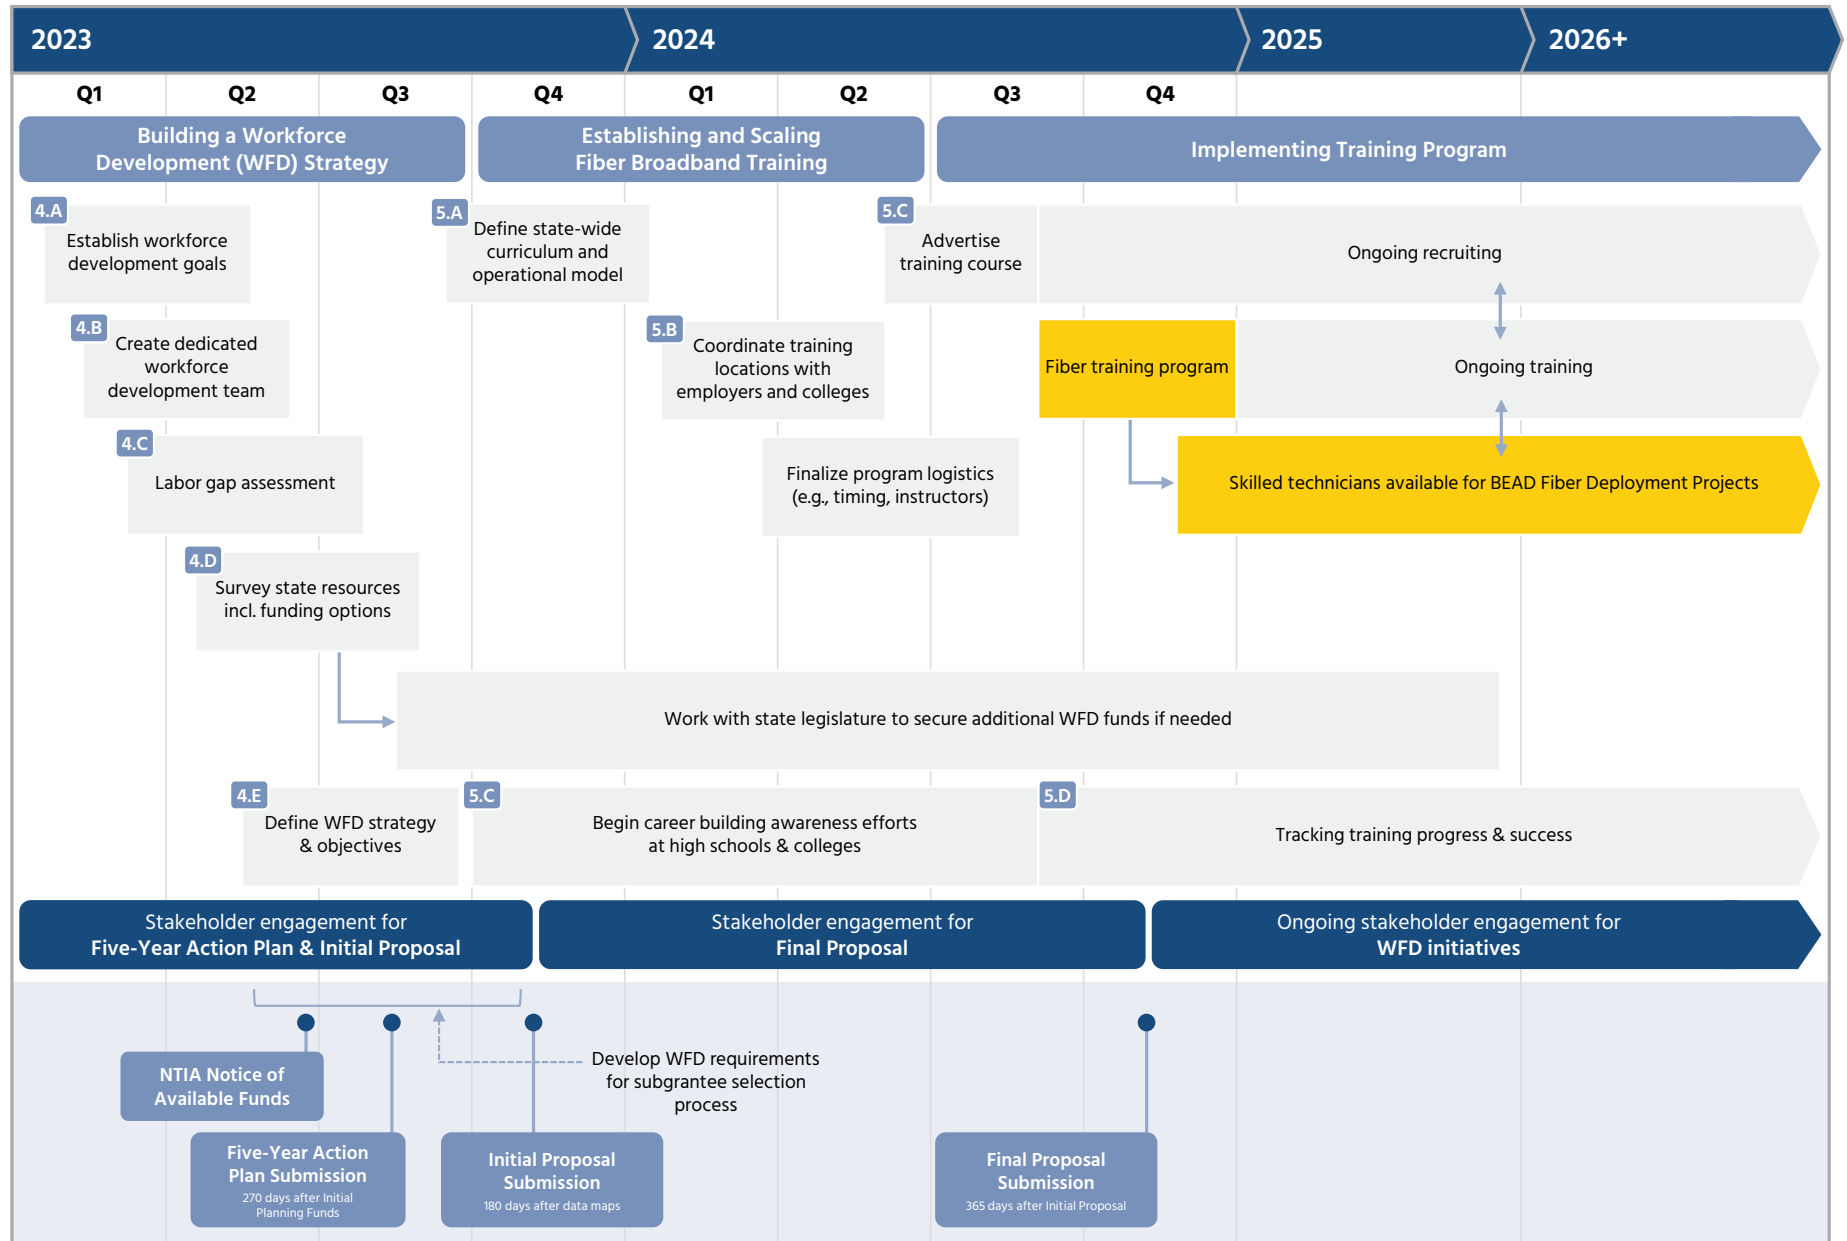 2023
2024
2025
2026+
Q1
Q2
Q3
Q4
Q1
Q2
Q3
Q4
Building a Workforce
Development (WFD) Strategy
Establishing and Scaling
Fiber Broadband Training
Implementing Training Program
4.A
Establish workforce
development goals
5.A
Define state-wide
curriculum and
operational model
5.C
Advertise
training course
Ongoing recruiting
4.B
Create dedicated
workforce
development team
5.B
Coordinate training
locations with
employers and colleges
Fiber training program
Ongoing training
4.C
Labor gap assessment
Finalize program logistics
(e.g., timing, instructors)
Skilled technicians available for BEAD Fiber Deployment Projects
4.D
Survey state resources
incl. funding options
Work with state legislature to secure additional WFD funds if needed
4.E
Define WFD strategy
& objectives
5.C
Begin career building awareness efforts
at high schools & colleges
5.D
Tracking training progress & success
Stakeholder engagement for
Five-Year Action Plan & Initial Proposal
Stakeholder engagement for
Final Proposal
Ongoing stakeholder engagement for
WFD initiatives
Develop WFD requirements
for subgrantee selection
process
NTIA Notice of
Available Funds
Five-Year Action
Plan Submission
270 days after Initial
Planning Funds
Initial Proposal
Submission
180 days after data maps
Final Proposal
Submission
365 days after Initial Proposal